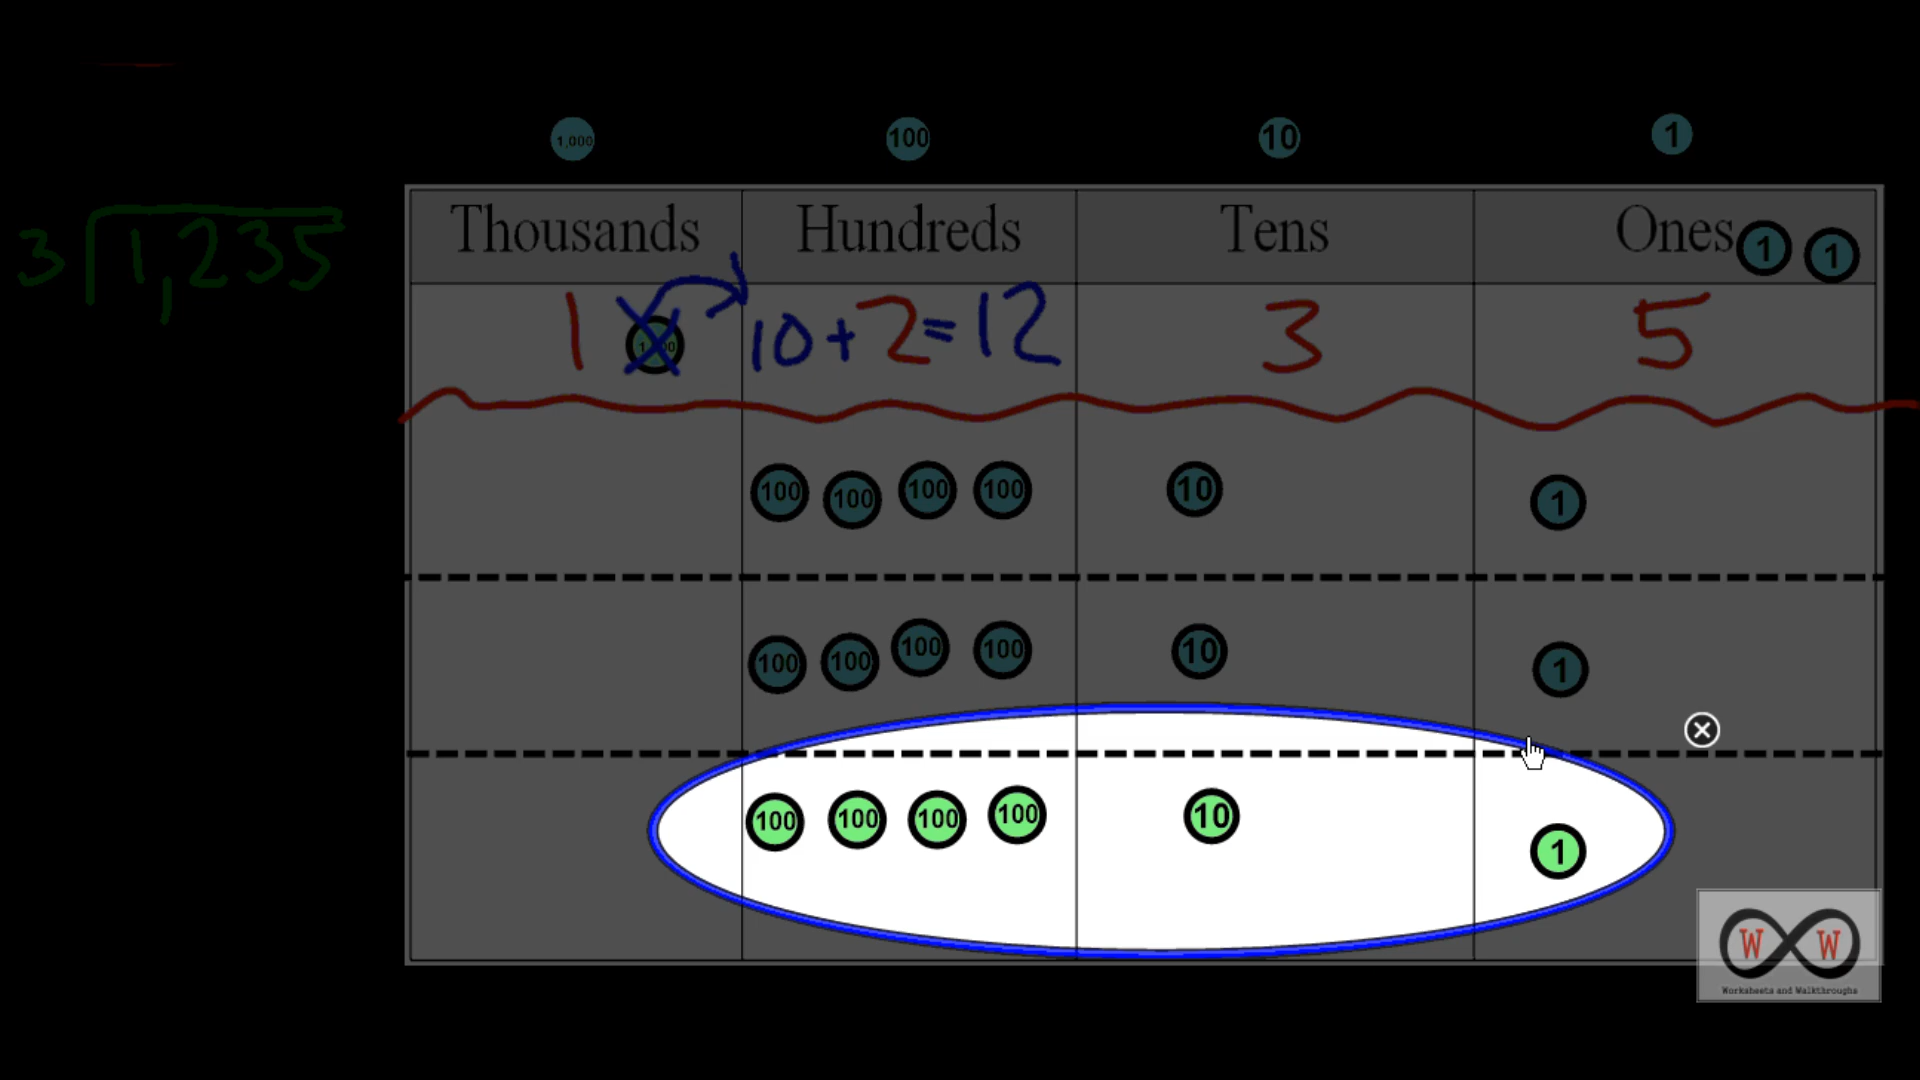 1,000 100 10 1
Thousands Hundreds Tens Ones 1 1
3 1,235
1 10+2=12 3 5
100 100 100 100 10 1
100 100 100 100 10 1
100 100 100 100 10 1
W W
Worksheets and Walkthroughs